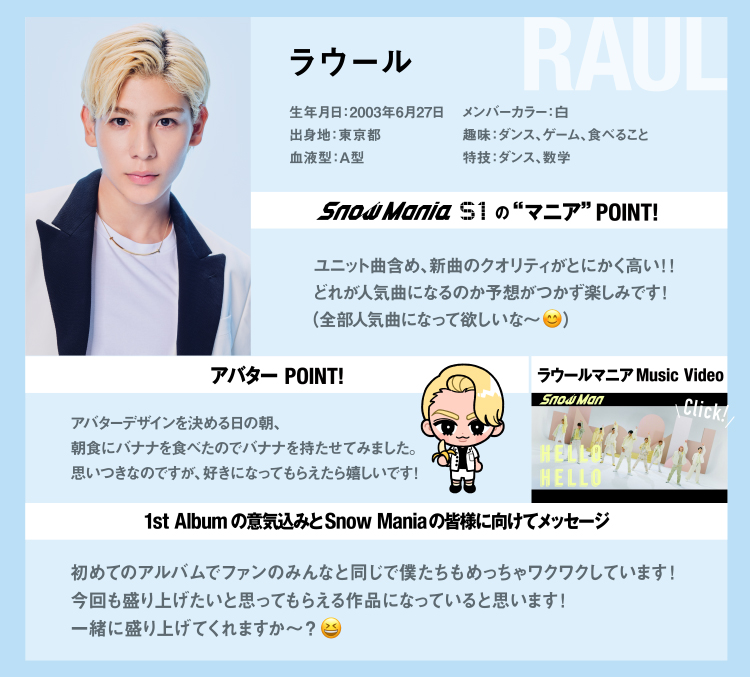 RAUL
ラウール
生年月日：2003年6月27日　メンバーカラー：白
出身地：東京都　趣味：ダンス、ゲーム、食べること
血液型：A型　特技：ダンス、数学
Snow Mania S1 の“マニア” POINT!
ユニット曲含め、新曲のクオリティがとにかく高い！！
どれが人気曲になるのか予想がつかず楽しみです！
（全部人気曲になって欲しいな〜😊）
アバター POINT!
アバターデザインを決める日の朝、
朝食にバナナを食べたのでバナナを持たせてみました。
思いつきなのですが、好きになってもらえたら嬉しいです！
ラウールマニア Music Video
Snow Man
Click!
HELLO
HELLO
1st Album の意気込みと Snow Mania の皆様に向けてメッセージ
初めてのアルバムでファンのみんなと同じで僕たちもめっちゃワクワクしています！
今回も盛り上げたいと思ってもらえる作品になっていると思います！
一緒に盛り上げてくれますか〜？😆